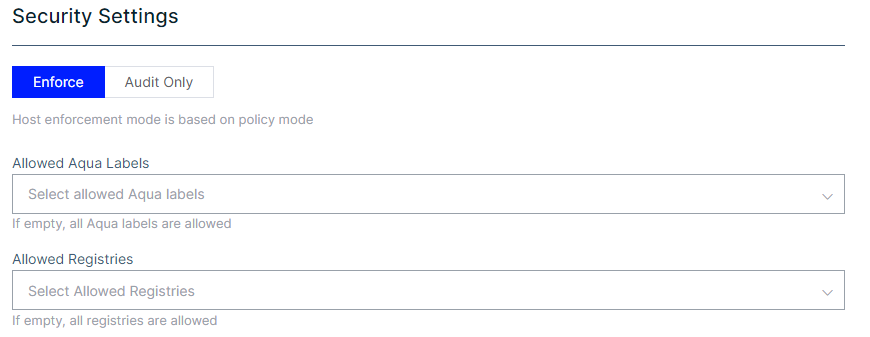 Security Settings
Enforce Audit Only
Host enforcement mode is based on policy mode
Allowed Aqua Labels
Select allowed Aqua labels
If empty, all Aqua labels are allowed
Allowed Registries
Select Allowed Registries
If empty, all registries are allowed